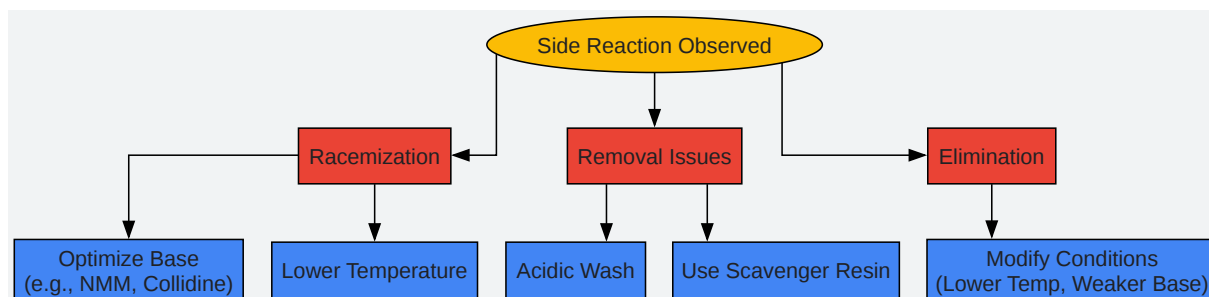 Side Reaction Observed
Racemization
Removal Issues
Elimination
Optimize Base
(e.g., NMM, Collidine)
Lower Temperature
Acidic Wash
Use Scavenger Resin
Modify Conditions
(Lower Temp, Weaker Base)